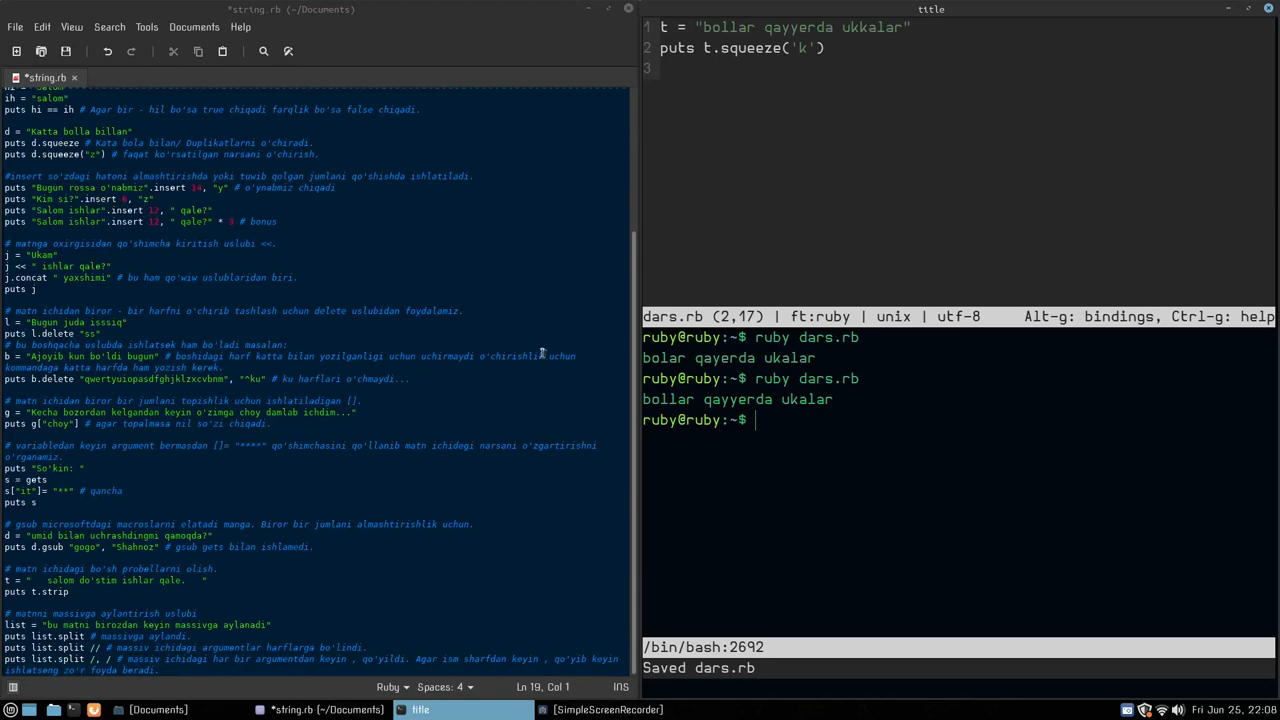 *string.rb (~/Documents)
File Edit View Search Tools Documents Help
*string.rb
ih = "salom"
puts hi == ih # Agar bir - hil bo'sa true chiqadi farqlik bo'sa false chiqadi.
d = "Katta bolla billan"
puts d.squeeze # Kata bola bilan/ Duplikatlarni o'chiradi.
puts d.squeeze("z") # faqat ko'rsatilgan narsani o'chirish.
#insert so'zdagi hatoni almashtirishda yoki tuwib qolgan jumlani qo'shishda ishlatiladi.
puts "Bugun rossa o'nabmiz".insert 14, "y" # o'ynabmiz chiqadi
puts "Kim si?".insert 6, "z"
puts "Salom ishlar".insert 12, " qale?"
puts "Salom ishlar".insert 12, " qale?" * 3 # bonus
# matnga oxirgisidan qo'shimcha kiritish uslubi <<.
j = "Ukam"
j << " ishlar qale?"
j.concat " yaxshimi" # bu ham qo'wiw uslublaridan biri.
puts j
# matn ichidan biror - bir harfni o'chirib tashlash uchun delete uslubidan foydalamiz.
l = "Bugun juda isssiq"
puts l.delete "ss"
# bu boshqacha uslubda ishlatsek ham bo'ladi masalan:
b = "Ajoyib kun bo'ldi bugun" # boshidagi harf katta bilan yozilganligi uchun uchirmaydi o'chirishlik uchun
kommandaga katta harfda ham yozish kerek.
puts b.delete "qwertyuiopasdfghjklzxcvbnm", "^ku" # ku harflari o'chmaydi...
# matn ichidan biror bir jumlani topishlik uchun ishlatiladigan [].
g = "Kecha bozordan kelgandan keyin o'zimga choy damlab ichdim..."
puts g["choy"] # agar topalmasa nil so'zi chiqadi.
# variabledan keyin argument bermasdan []= "****" qo'shimchasini qo'llanib matn ichidegi narsani o'zgartirishni
o'rganamiz.
puts "So'kin: "
s = gets
s["it"]= "**" # qancha
puts s
# gsub microsoftdagi macroslarni elatadi manga. Biror bir jumlani almashtirishlik uchun.
d = "umid bilan uchrashdingmi qamoqda?"
puts d.gsub "gogo", "Shahnoz" # gsub gets bilan ishlamedi.
# matn ichidagi bo'sh probellarni olish.
t = "   salom do'stim ishlar qale.   "
puts t.strip
# matnni massivga aylantirish uslubi
list = "bu matni birozdan keyin massivga aylanadi"
puts list.split # massivga aylandi.
puts list.split // # massiv ichidagi argumentlar harflarga bo'lindi.
puts list.split /, / # massiv ichidagi har bir argumentdan keyin , qo'yildi. Agar ism sharfdan keyin , qo'yib keyin
ishlatseng zo'r foyda beradi.
Ruby Spaces: 4 Ln 19, Col 1 INS
title
1 t = "bollar qayyerda ukkalar"
2 puts t.squeeze('k')
3
dars.rb (2,17) | ft:ruby | unix | utf-8 Alt-g: bindings, Ctrl-g: help
ruby@ruby:~$ ruby dars.rb
bolar qayerda ukalar
ruby@ruby:~$ ruby dars.rb
bollar qayyerda ukalar
ruby@ruby:~$
/bin/bash:2692
Saved dars.rb
[Documents] *string.rb (~/Documents) title [SimpleScreenRecorder] Fri Jun 25, 22:08